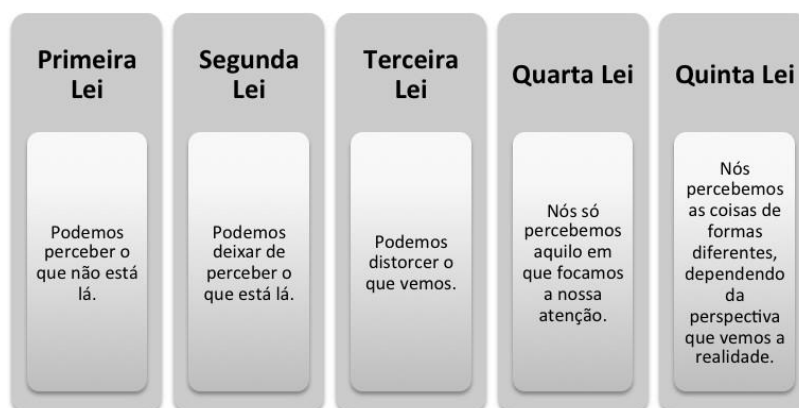 Primeira
Lei
Podemos
perceber o
que não está
lá.
Segunda
Lei
Podemos
deixar de
perceber o
que está lá.
Terceira
Lei
Podemos
distorcer o
que vemos.
Quarta Lei
Nós só
percebemos
aquilo em
que focamos
a nossa
atenção.
Quinta Lei
Nós
percebemos
as coisas de
formas
diferentes,
dependendo
da
perspectiva
que vemos a
realidade.